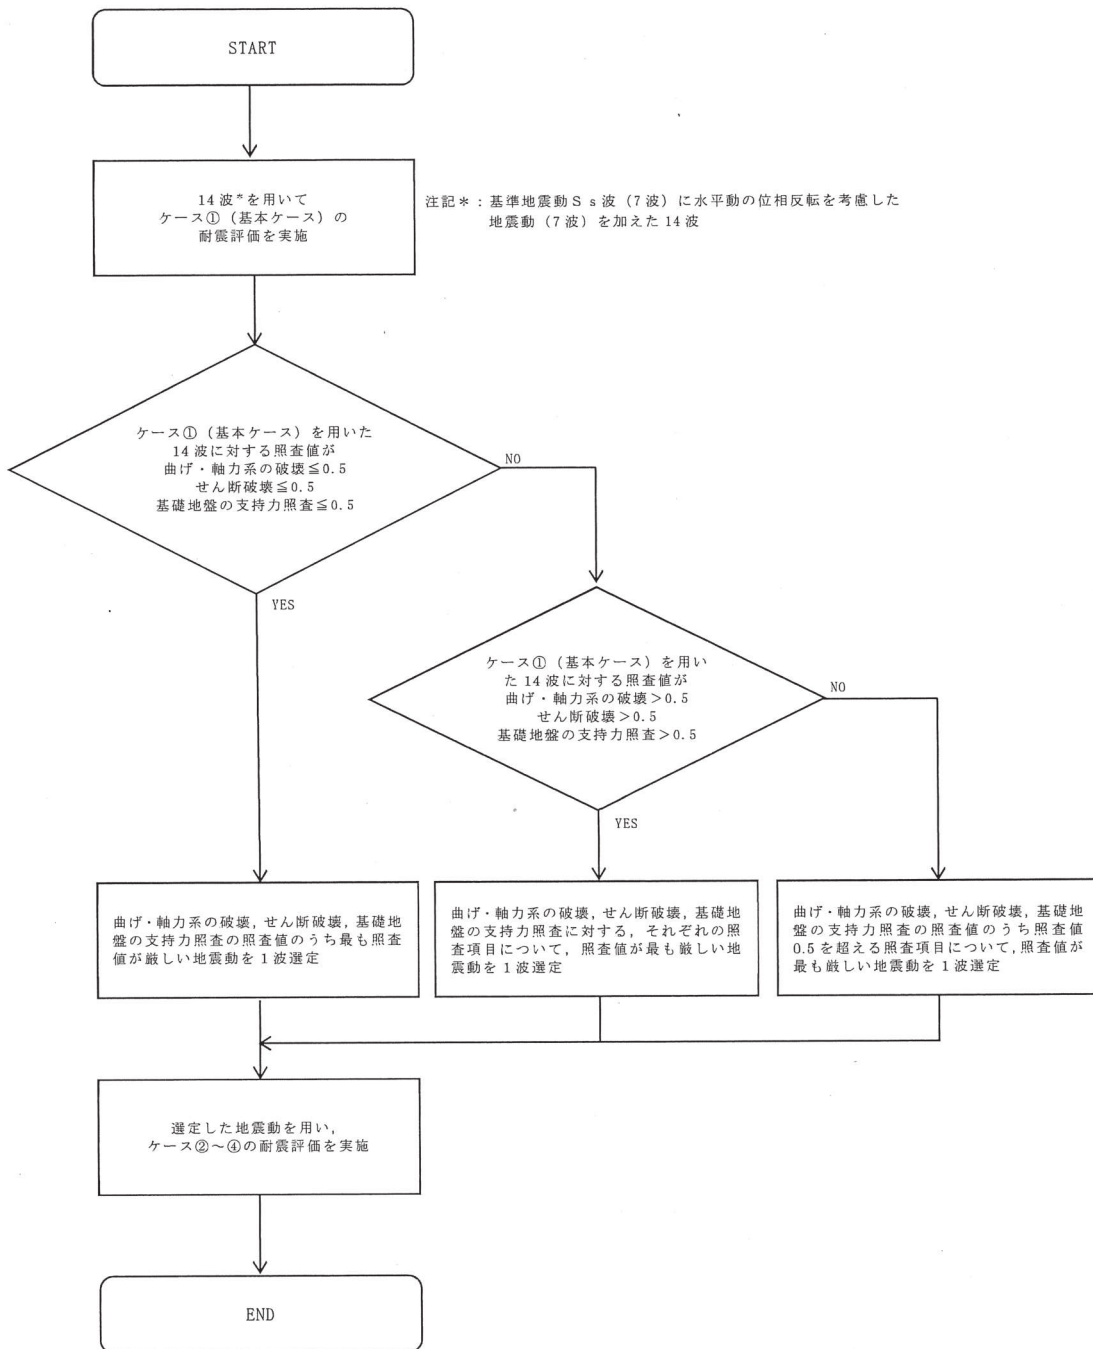 START
14波*を用いて
ケース①（基本ケース）の
耐震評価を実施
注記*：基準地震動Ｓｓ波（7波）に水平動の位相反転を考慮した
地震動（7波）を加えた14波
ケース①（基本ケース）を用いた
14波に対する照査値が
曲げ・軸力系の破壊≦0.5
せん断破壊≦0.5
基礎地盤の支持力照査≦0.5
NO
YES
ケース①（基本ケース）を用い
た14波に対する照査値が
曲げ・軸力系の破壊＞0.5
せん断破壊＞0.5
基礎地盤の支持力照査＞0.5
NO
YES
曲げ・軸力系の破壊，せん断破壊，基礎地
盤の支持力照査の照査値のうち最も照査
値が厳しい地震動を1波選定
曲げ・軸力系の破壊，せん断破壊，基礎地
盤の支持力照査に対する，それぞれの照
査項目について，照査値が最も厳しい地
震動を1波選定
曲げ・軸力系の破壊，せん断破壊，基礎地
盤の支持力照査の照査値のうち照査値
0.5を超える照査項目について，照査値が
最も厳しい地震動を1波選定
選定した地震動を用い，
ケース②～④の耐震評価を実施
END